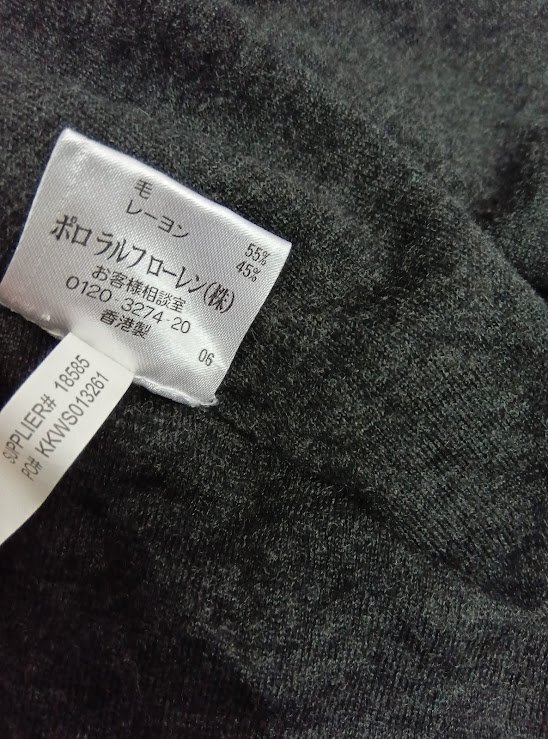 毛 55%
レーヨン 45%
ポロ ラルフ ローレン(株)
お客様相談室
0120-3274-20
香港製
06
SUPPLIER# 18585
PO# KKWS013261